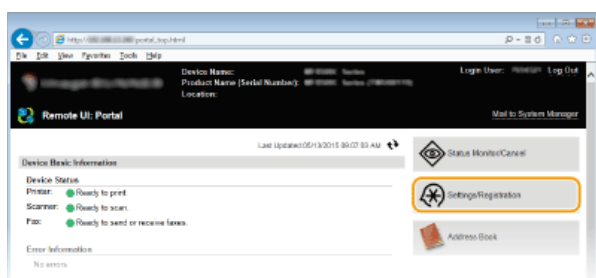 http://
portal_top.html
File Edit View Favorites Tools Help
Device Name: Series
Product Name (Serial Number): Series
Location:
Login User: Log Out
Remote UI: Portal
Mail to System Manager
Last Updated:05/13/2015 09:07:03 AM
Device Basic Information
Device Status
Printer: Ready to print.
Scanner: Ready to scan.
Fax: Ready to send or receive faxes.
Error Information
No errors.
Status Monitor/Cancel
Settings/Registration
Address Book